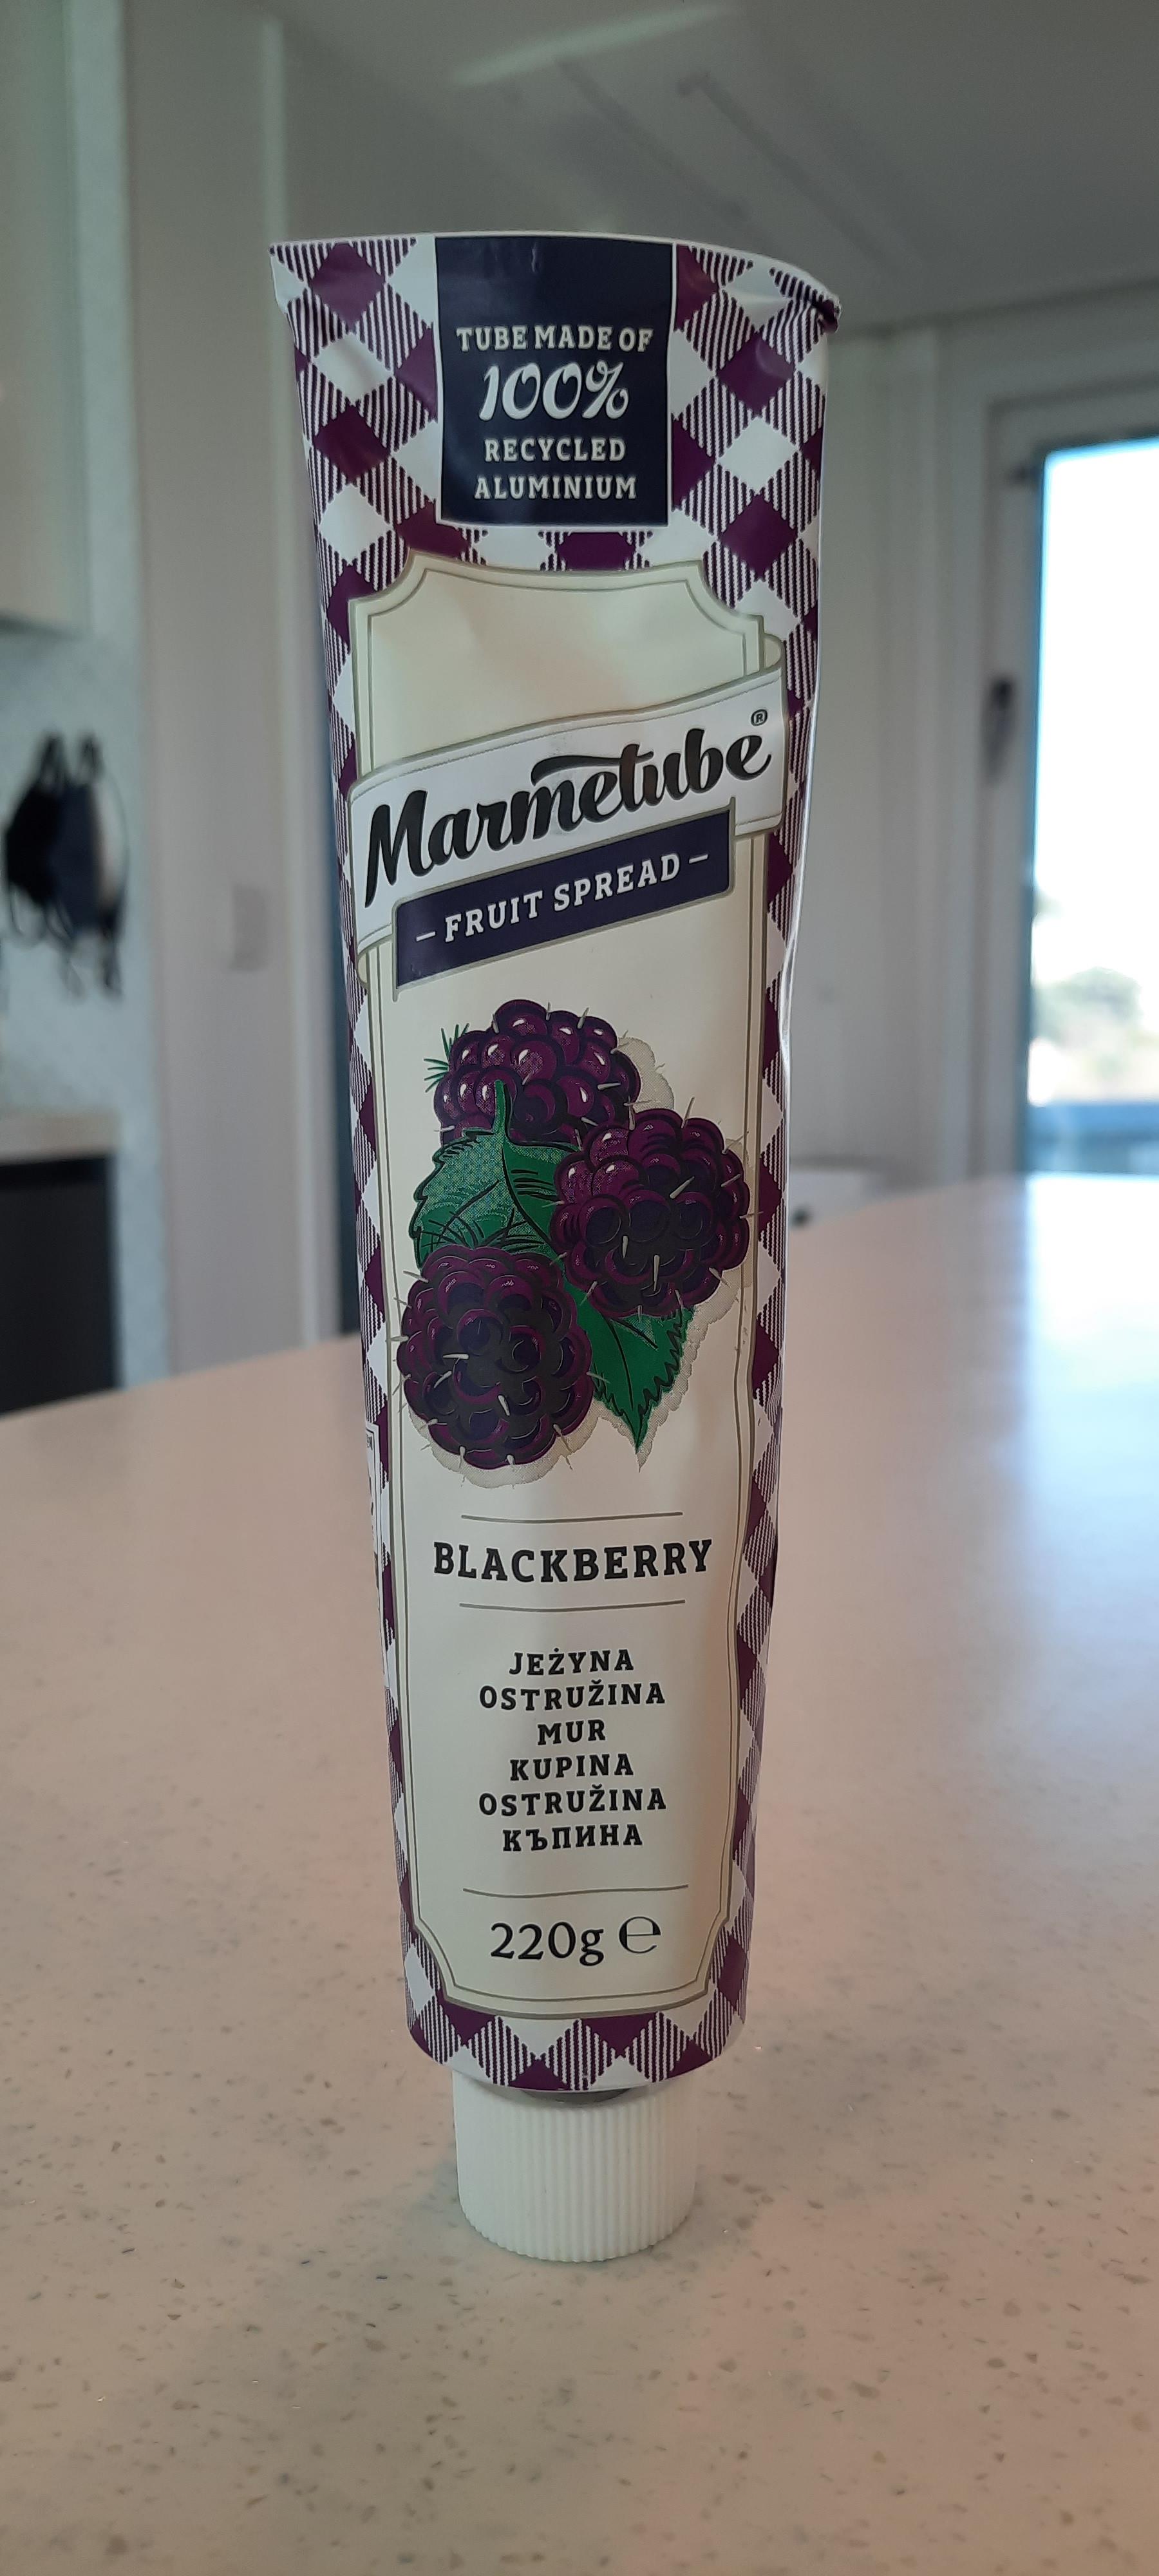 TUBE MADE OF
100%
RECYCLED
ALUMINIUM
Marmetube®
– FRUIT SPREAD –
BLACKBERRY
JEŻYNA
OSTRUŽINA
MUR
KUPINA
OSTRUŽINA
КЪПИНА
220g ℮